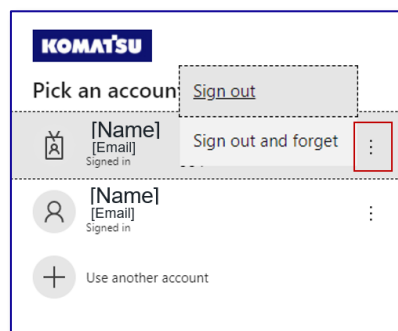 KOMATSU
Pick an accoun
Sign out
[Name]
[Email]
Signed in
Sign out and forget
[Name]
[Email]
Signed in
Use another account